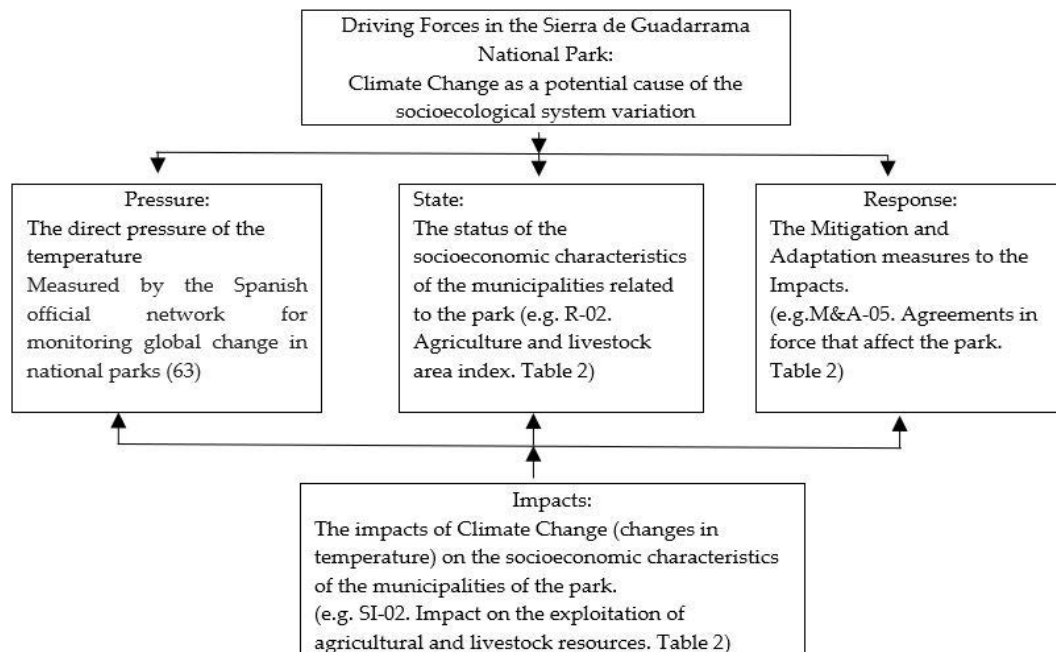 Driving Forces in the Sierra de Guadarrama
National Park:
Climate Change as a potential cause of the
socioecological system variation
Pressure:
The direct pressure of the
temperature
Measured by the Spanish
official network for
monitoring global change in
national parks (63)
State:
The status of the
socioeconomic characteristics
of the municipalities related
to the park (e.g. R-02.
Agriculture and livestock
area index. Table 2)
Response:
The Mitigation and
Adaptation measures to the
Impacts.
(e.g.M&A-05. Agreements in
force that affect the park.
Table 2)
Impacts:
The impacts of Climate Change (changes in
temperature) on the socioeconomic characteristics
of the municipalities of the park.
(e.g. SI-02. Impact on the exploitation of
agricultural and livestock resources. Table 2)